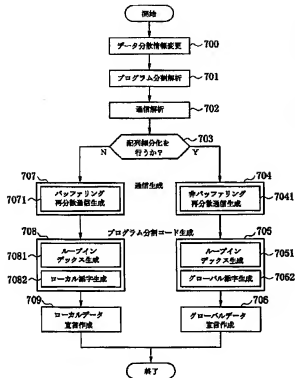 開始
データ分散情報変更
700
プログラム分割解析
701
通信解析
702
配列細分化を
行うか?
703
N
Y
707
704
通信生成
バッファリング
再分散通信生成
7071
非バッファリング
再分散通信生成
7041
プログラム分割コード生成
708
705
ループイン
デックス生成
7081
ループイン
デックス生成
7051
ローカル添字生成
7082
グローバル添字生成
7052
709
706
ローカルデータ
宣言作成
グローバルデータ
宣言作成
終了